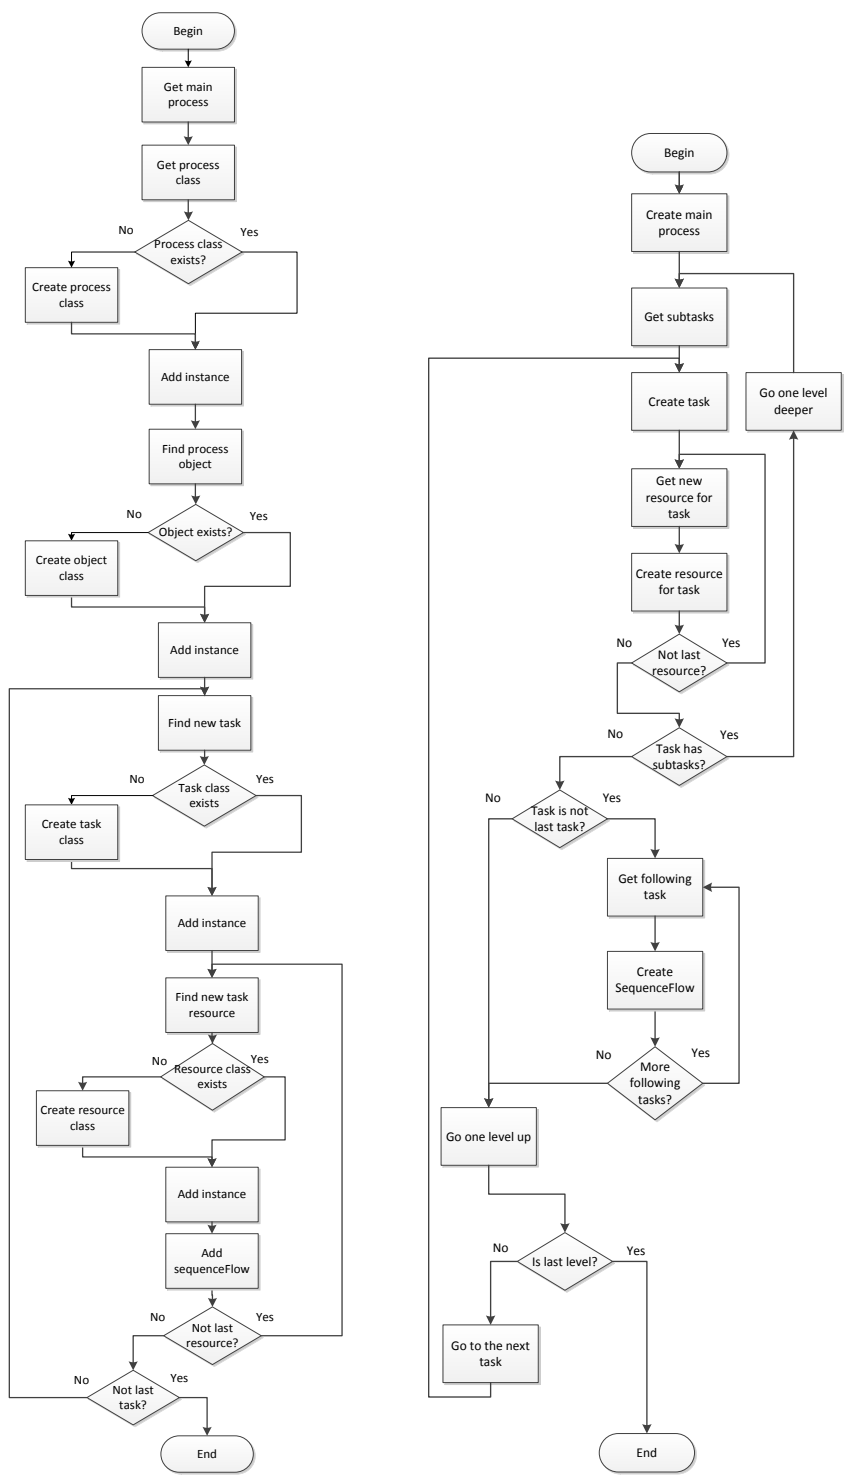 Begin
Get main
process
Get process
class
No
Yes
Process class
exists?
Create process
class
Add instance
Find process
object
No
Yes
Object exists?
Create object
class
Add instance
Find new task
No
Yes
Task class
exists
Create task
class
Add instance
Find new task
resource
No
Yes
Resource class
exists
Create resource
class
Add instance
Add
sequenceFlow
No
Yes
Not last
resource?
No
Yes
Not last
task?
End
Begin
Create main
process
Get subtasks
Create task
Go one level
deeper
Get new
resource for
task
Create resource
for task
No
Yes
Not last
resource?
No
Yes
Task has
subtasks?
No
Yes
Task is not
last task?
Get following
task
Create
SequenceFlow
No
Yes
More
following
tasks?
Go one level up
No
Yes
Is last level?
Go to the next
task
End